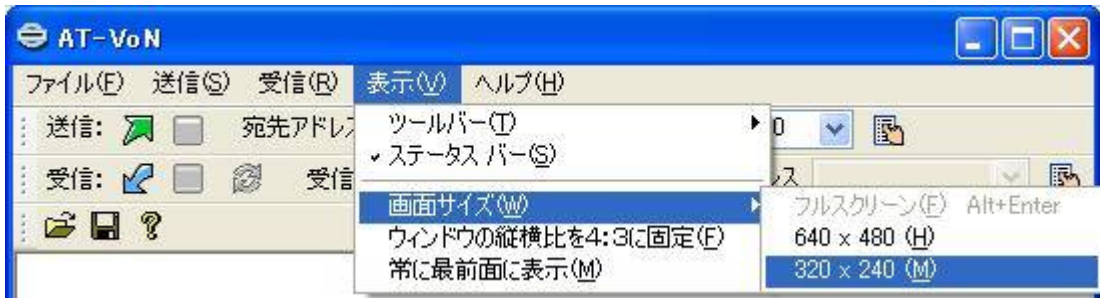 AT-VoN
ファイル(F) 送信(S) 受信(R) 表示(V) ヘルプ(H)
送信: 宛先アドレス
ツールバー(T)
0
ステータス バー(S)
受信: 受信
レス
画面サイズ(W)
フルスクリーン(F) Alt+Enter
ウィンドウの縦横比を4:3に固定(F)
640 x 480 (H)
常に最前面に表示(M)
320 x 240 (M)